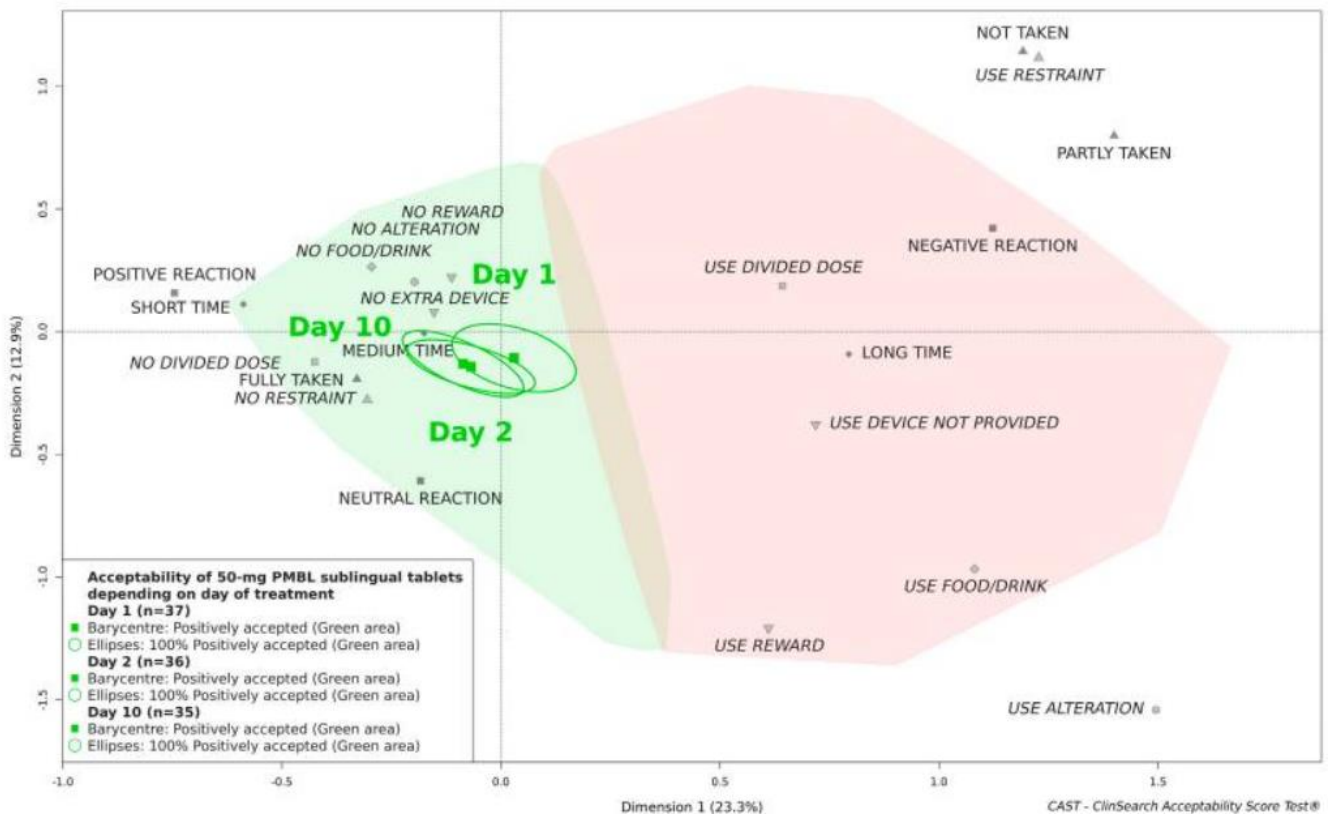 NOT TAKEN
USE RESTRAINT
PARTLY TAKEN
NO REWARD
NO ALTERATION
NO FOOD/DRINK
NEGATIVE REACTION
USE DIVIDED DOSE
POSITIVE REACTION
Day 1
SHORT TIME
NO EXTRA DEVICE
Day 10
MEDIUM TIME
LONG TIME
NO DIVIDED DOSE
FULLY TAKEN
NO RESTRAINT
USE DEVICE NOT PROVIDED
Day 2
NEUTRAL REACTION
USE FOOD/DRINK
USE REWARD
USE ALTERATION
1.0
0.5
0.0
-0.5
-1.0
-1.5
Dimension 2 (12.9%)
Acceptability of 50-mg PMBL sublingual tablets
depending on day of treatment
Day 1 (n=37)
Barycentre: Positively accepted (Green area)
Ellipses: 100% Positively accepted (Green area)
Day 2 (n=36)
Barycentre: Positively accepted (Green area)
Ellipses: 100% Positively accepted (Green area)
Day 10 (n=35)
Barycentre: Positively accepted (Green area)
Ellipses: 100% Positively accepted (Green area)
-1.0 -0.5 0.0 0.5 1.0 1.5
Dimension 1 (23.3%)
CAST - ClinSearch Acceptability Score Test®